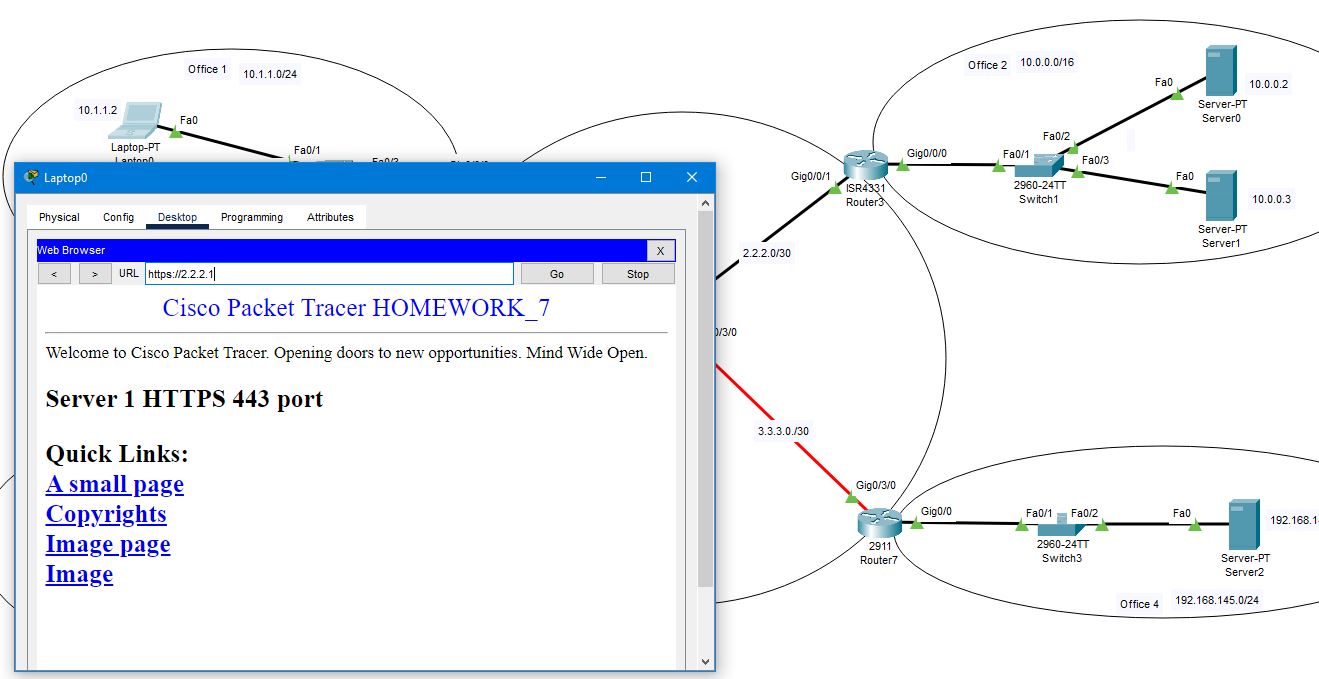 Office 1
10.1.1.0/24
10.1.1.2
Fa0
Laptop-PT
Fa0/1
Office 2
10.0.0.0/16
Fa0
10.0.0.2
Server-PT
Server0
Fa0/2
Gig0/0/0
Fa0/1
Fa0/3
Gig0/0/1
ISR4331
Router3
2960-24TT
Switch1
Fa0
10.0.0.3
Server-PT
Server1
2.2.2.0/30
Laptop0
Physical
Config
Desktop
Programming
Attributes
Web Browser
X
<
>
URL
https://2.2.2.1
Go
Stop
Cisco Packet Tracer HOMEWORK_7
Welcome to Cisco Packet Tracer. Opening doors to new opportunities. Mind Wide Open.
Server 1 HTTPS 443 port
Quick Links:
A small page
Copyrights
Image page
Image
/3/0
3.3.3.0./30
Gig0/3/0
Gig0/0
2911
Router7
Fa0/1
Fa0/2
2960-24TT
Switch3
Fa0
192.168.1
Server-PT
Server2
Office 4
192.168.145.0/24